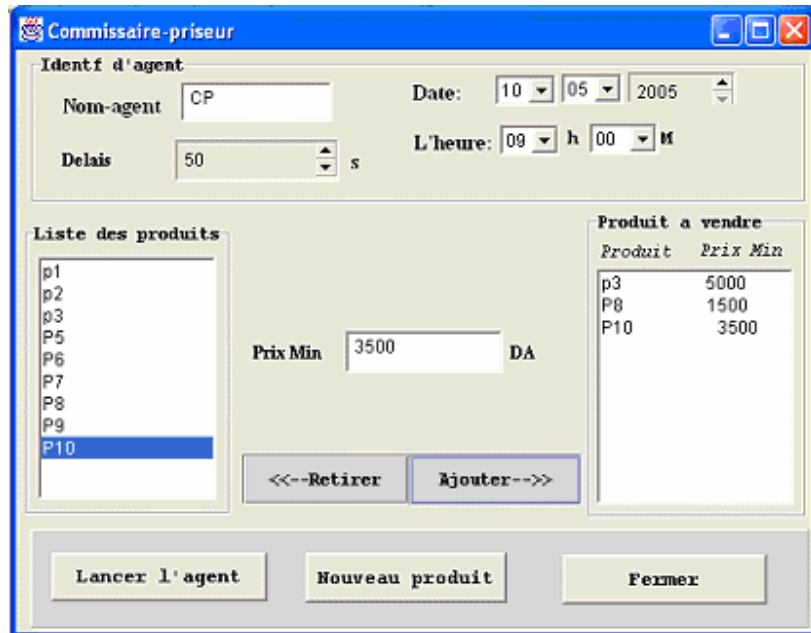 Commissaire-priseur
Identf d'agent
Nom-agent CP
Date: 10 05 2005
Delais 50 s
L'heure: 09 h 00 M
Liste des produits
p1
p2
p3
P5
P6
P7
P8
P9
P10
Prix Min 3500 DA
<<--Retirer
Ajouter-->>
Produit a vendre
Produit Prix Min
p3 5000
P8 1500
P10 3500
Lancer l'agent
Nouveau produit
Fermer